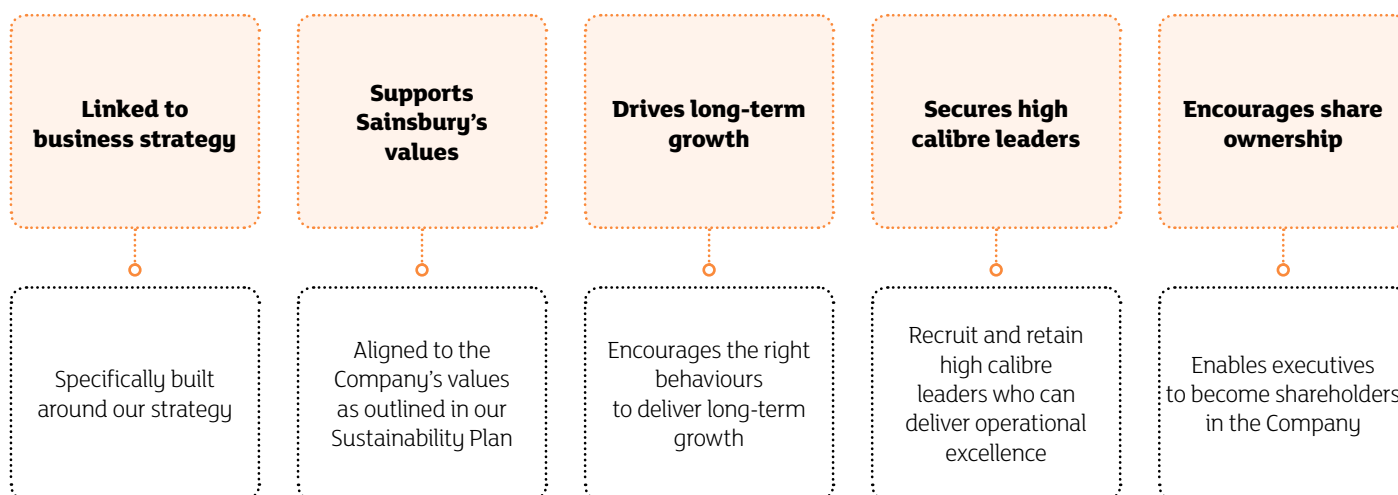 Linked to
business strategy
Supports
Sainsbury's
values
Drives long-term
growth
Secures high
calibre leaders
Encourages share
ownership
Specifically built
around our strategy
Aligned to the
Company's values
as outlined in our
Sustainability Plan
Encourages the right
behaviours
to deliver long-term
growth
Recruit and retain
high calibre
leaders who can
deliver operational
excellence
Enables executives
to become shareholders
in the Company